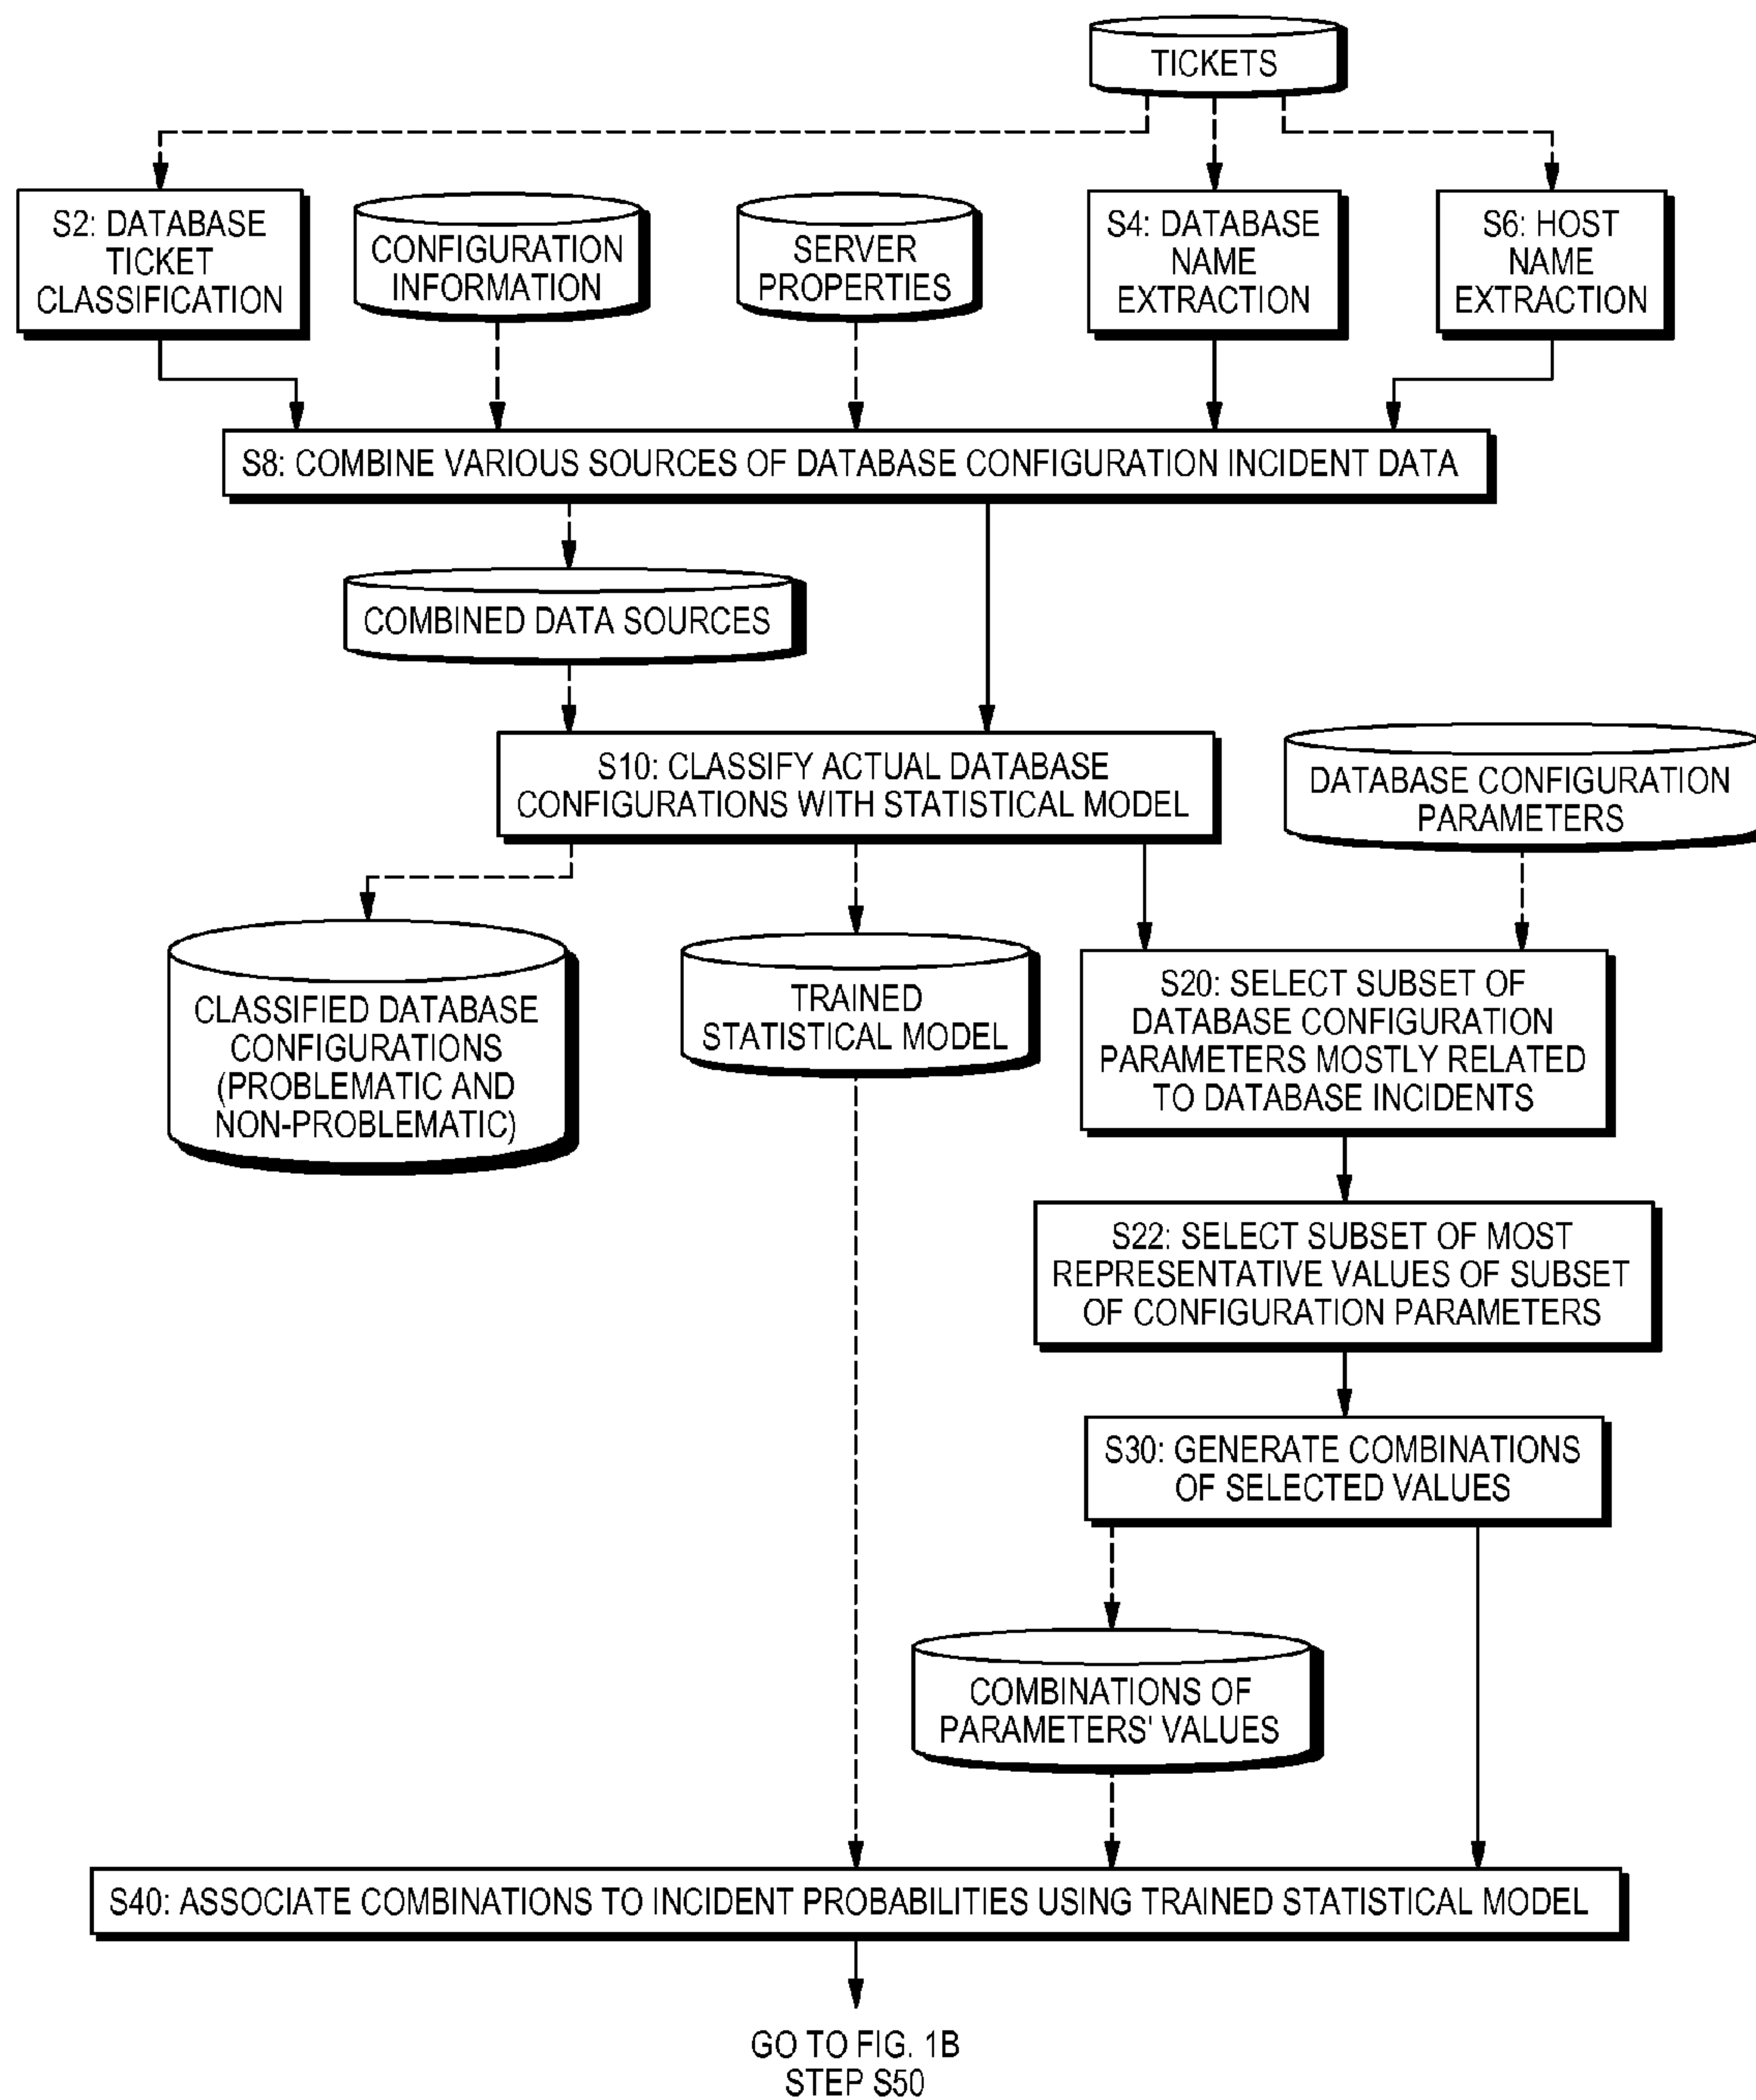 TICKETS
S2: DATABASE
TICKET
CLASSIFICATION
CONFIGURATION
INFORMATION
SERVER
PROPERTIES
S4: DATABASE
NAME
EXTRACTION
S6: HOST
NAME
EXTRACTION
S8: COMBINE VARIOUS SOURCES OF DATABASE CONFIGURATION INCIDENT DATA
COMBINED DATA SOURCES
S10: CLASSIFY ACTUAL DATABASE
CONFIGURATIONS WITH STATISTICAL MODEL
DATABASE CONFIGURATION
PARAMETERS
CLASSIFIED DATABASE
CONFIGURATIONS
(PROBLEMATIC AND
NON-PROBLEMATIC)
TRAINED
STATISTICAL MODEL
S20: SELECT SUBSET OF
DATABASE CONFIGURATION
PARAMETERS MOSTLY RELATED
TO DATABASE INCIDENTS
S22: SELECT SUBSET OF MOST
REPRESENTATIVE VALUES OF SUBSET
OF CONFIGURATION PARAMETERS
S30: GENERATE COMBINATIONS
OF SELECTED VALUES
COMBINATIONS OF
PARAMETERS' VALUES
S40: ASSOCIATE COMBINATIONS TO INCIDENT PROBABILITIES USING TRAINED STATISTICAL MODEL
GO TO FIG. 1B
STEP S50